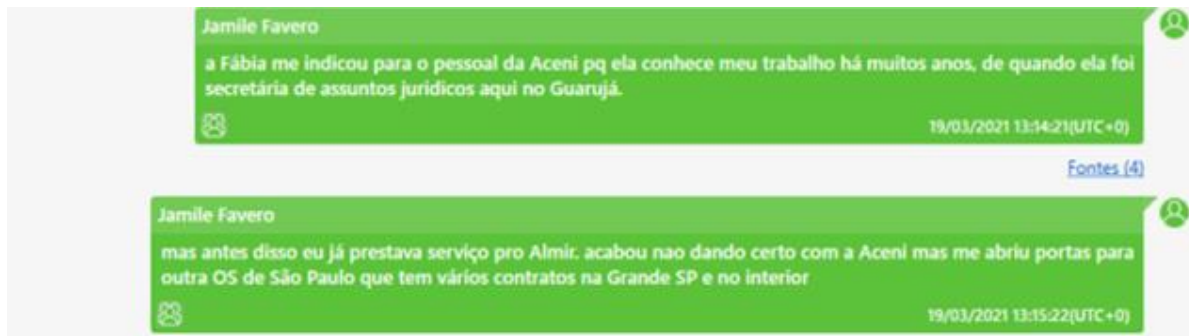 Jamile Favero
a Fábia me indicou para o pessoal da Aceni pq ela conhece meu trabalho há muitos anos, de quando ela foi
secretária de assuntos juridicos aqui no Guarujá.
19/03/2021 13:14:21(UTC+0)
Fontes (4)
Jamile Favero
mas antes disso eu já prestava serviço pro Almir. acabou nao dando certo com a Aceni mas me abriu portas para
outra OS de São Paulo que tem vários contratos na Grande SP e no interior
19/03/2021 13:15:22(UTC+0)